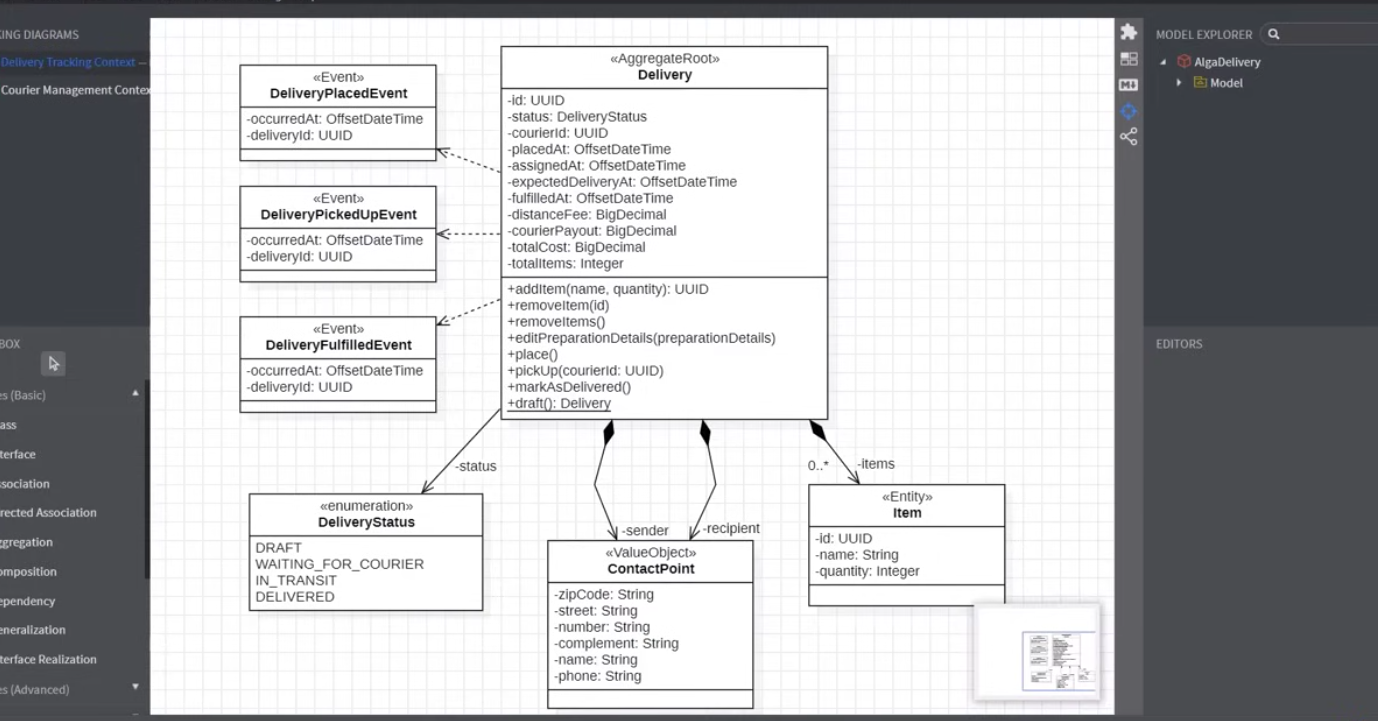 KING DIAGRAMS
Delivery Tracking Context —
Courier Management Contex
BOX
es (Basic)
ass
terface
sociation
rected Association
ggregation
omposition
ependency
eneralization
terface Realization
es (Advanced)
«Event»
DeliveryPlacedEvent
-occurredAt: OffsetDateTime
-deliveryId: UUID
«Event»
DeliveryPickedUpEvent
-occurredAt: OffsetDateTime
-deliveryId: UUID
«Event»
DeliveryFulfilledEvent
-occurredAt: OffsetDateTime
-deliveryId: UUID
«AggregateRoot»
Delivery
-id: UUID
-status: DeliveryStatus
-courierId: UUID
-placedAt: OffsetDateTime
-assignedAt: OffsetDateTime
-expectedDeliveryAt: OffsetDateTime
-fulfilledAt: OffsetDateTime
-distanceFee: BigDecimal
-courierPayout: BigDecimal
-totalCost: BigDecimal
-totalItems: Integer
+addItem(name, quantity): UUID
+removeItem(id)
+removeItems()
+editPreparationDetails(preparationDetails)
+place()
+pickUp(courierId: UUID)
+markAsDelivered()
+draft(): Delivery
-status
«enumeration»
DeliveryStatus
DRAFT
WAITING_FOR_COURIER
IN_TRANSIT
DELIVERED
-sender
-recipient
«ValueObject»
ContactPoint
-zipCode: String
-street: String
-number: String
-complement: String
-name: String
-phone: String
0..*
-items
«Entity»
Item
-id: UUID
-name: String
-quantity: Integer
M
MODEL EXPLORER
AlgaDelivery
Model
EDITORS